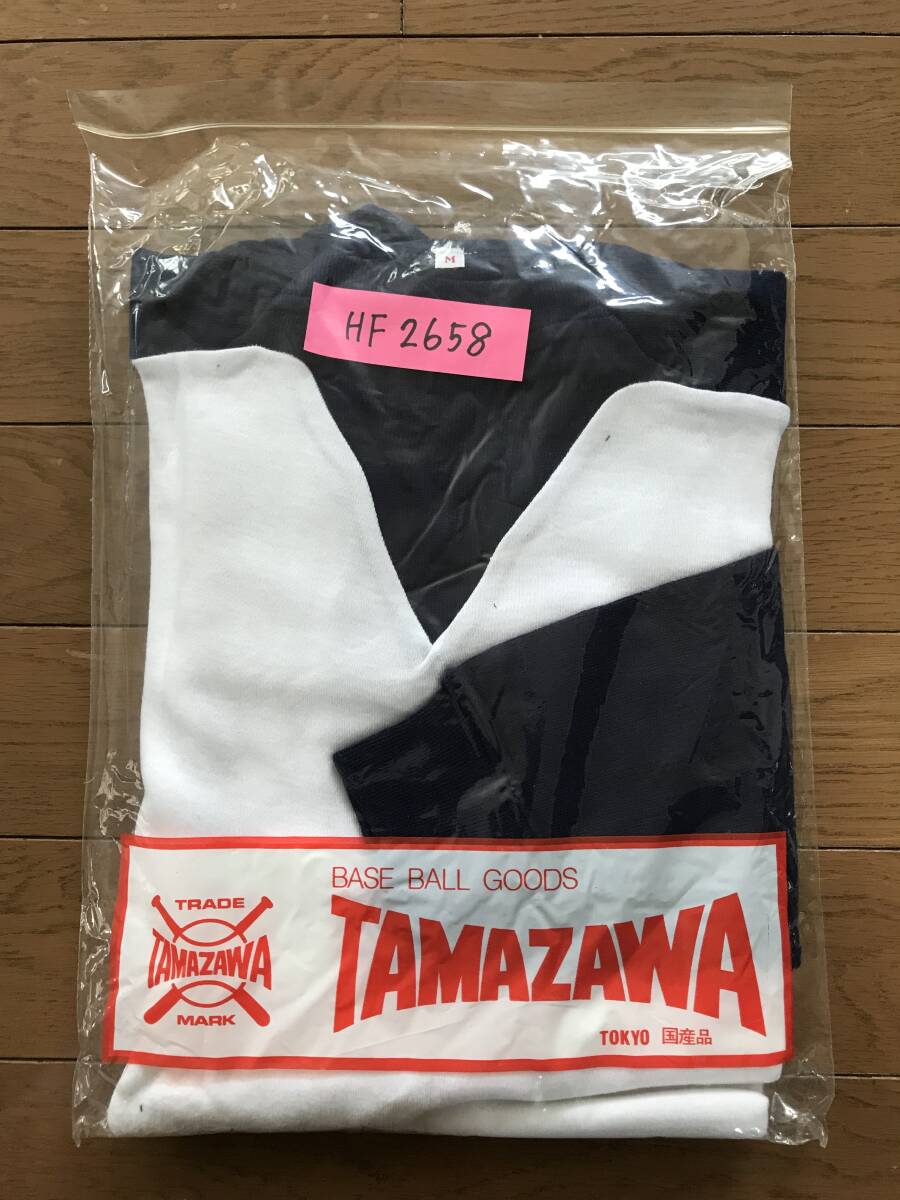 M
HF 2658
BASE BALL GOODS
TRADE
TAMAZAWA
MARK
TAMAZAWA
TOKYO 国産品